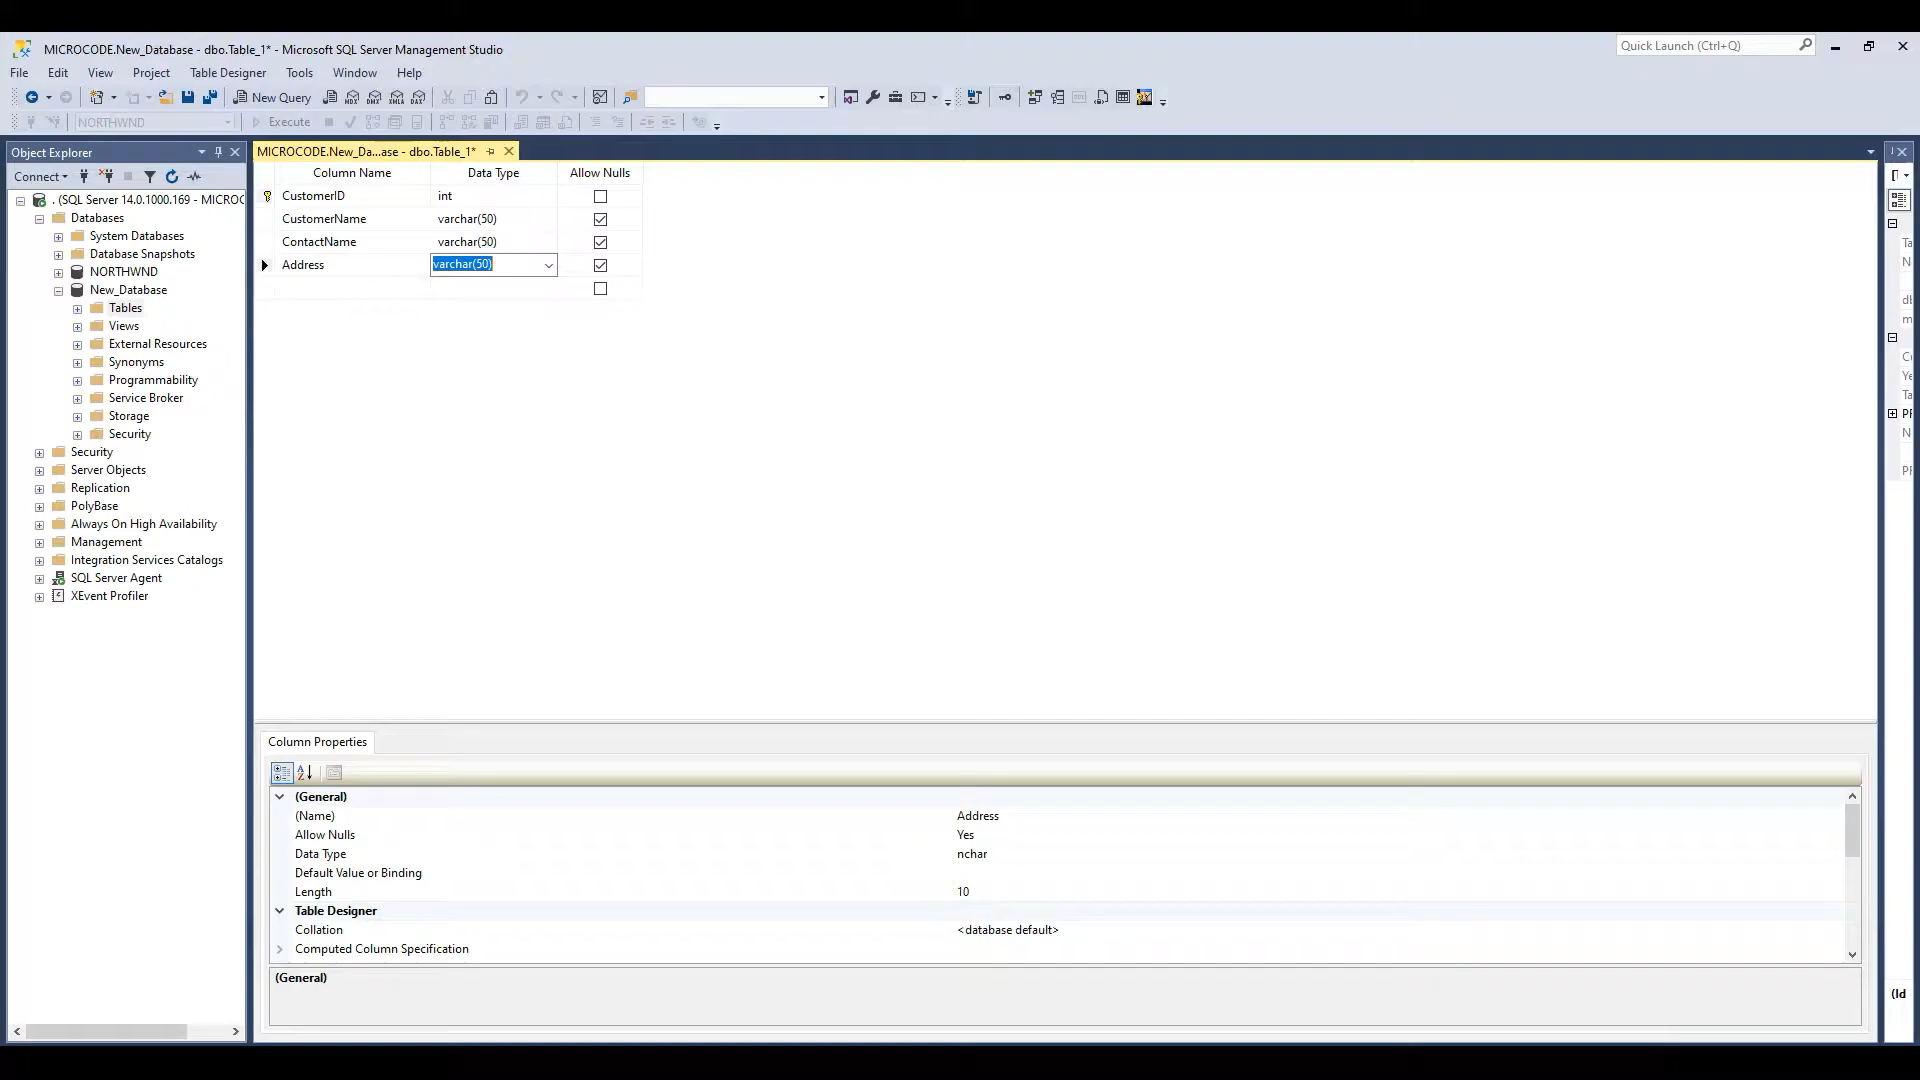 MICROCODE.New_Database - dbo.Table_1* - Microsoft SQL Server Management Studio
Quick Launch (Ctrl+Q)
File Edit View Project Table Designer Tools Window Help
New Query
NORTHWND Execute
Object Explorer
MICROCODE.New_Da...ase - dbo.Table_1*
Connect
. (SQL Server 14.0.1000.169 - MICROC
Databases
System Databases
Database Snapshots
NORTHWND
New_Database
Tables
Views
External Resources
Synonyms
Programmability
Service Broker
Storage
Security
Security
Server Objects
Replication
PolyBase
Always On High Availability
Management
Integration Services Catalogs
SQL Server Agent
XEvent Profiler
Column Name Data Type Allow Nulls
CustomerID int
CustomerName varchar(50)
ContactName varchar(50)
Address varchar(50)
Column Properties
(General)
(Name) Address
Allow Nulls Yes
Data Type nchar
Default Value or Binding
Length 10
Table Designer
Collation <database default>
Computed Column Specification
(General)
(Id